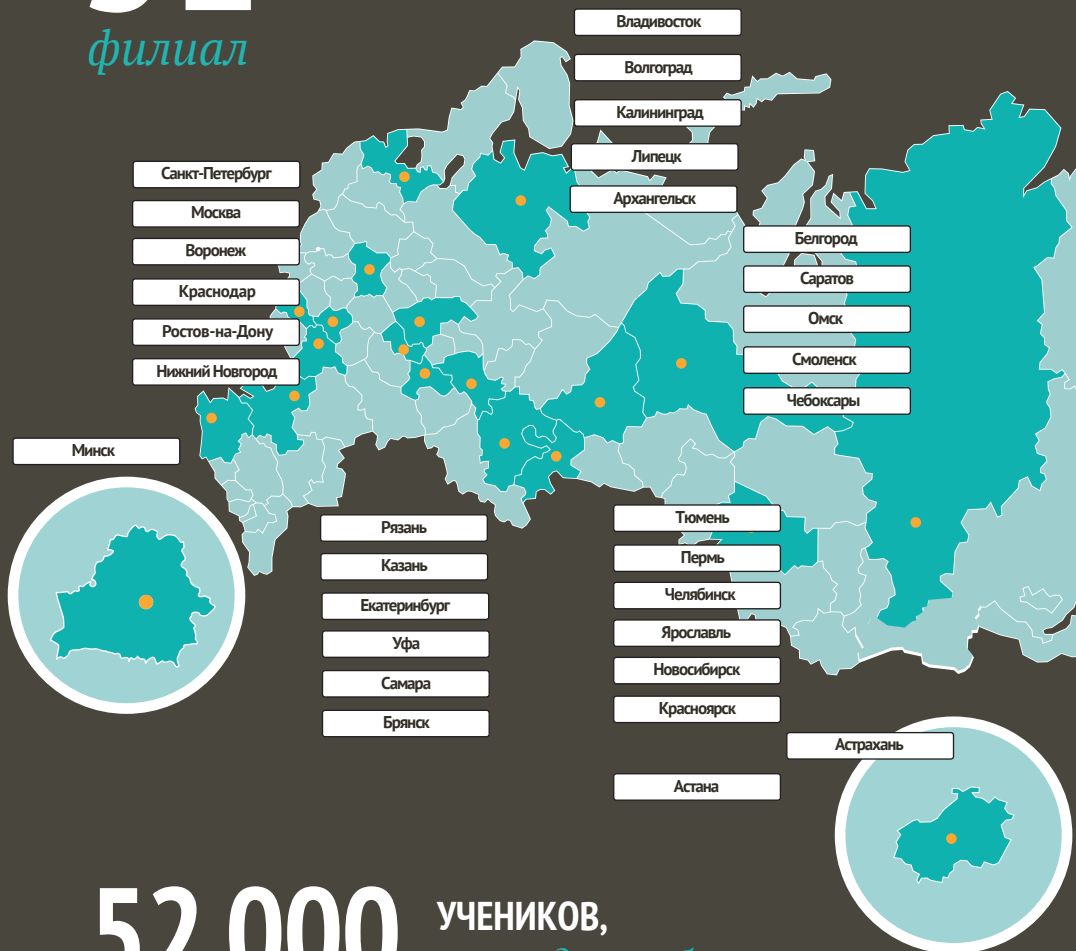 филиал
Владивосток
Волгоград
Калининград
Липецк
Архангельск
Санкт-Петербург
Москва
Воронеж
Краснодар
Ростов-на-Дону
Нижний Новгород
Белгород
Саратов
Омск
Смоленск
Чебоксары
Минск
Рязань
Казань
Екатеринбург
Уфа
Самара
Брянск
Тюмень
Пермь
Челябинск
Ярославль
Новосибирск
Красноярск
Астана
Астрахань
52 000
УЧЕНИКОВ,